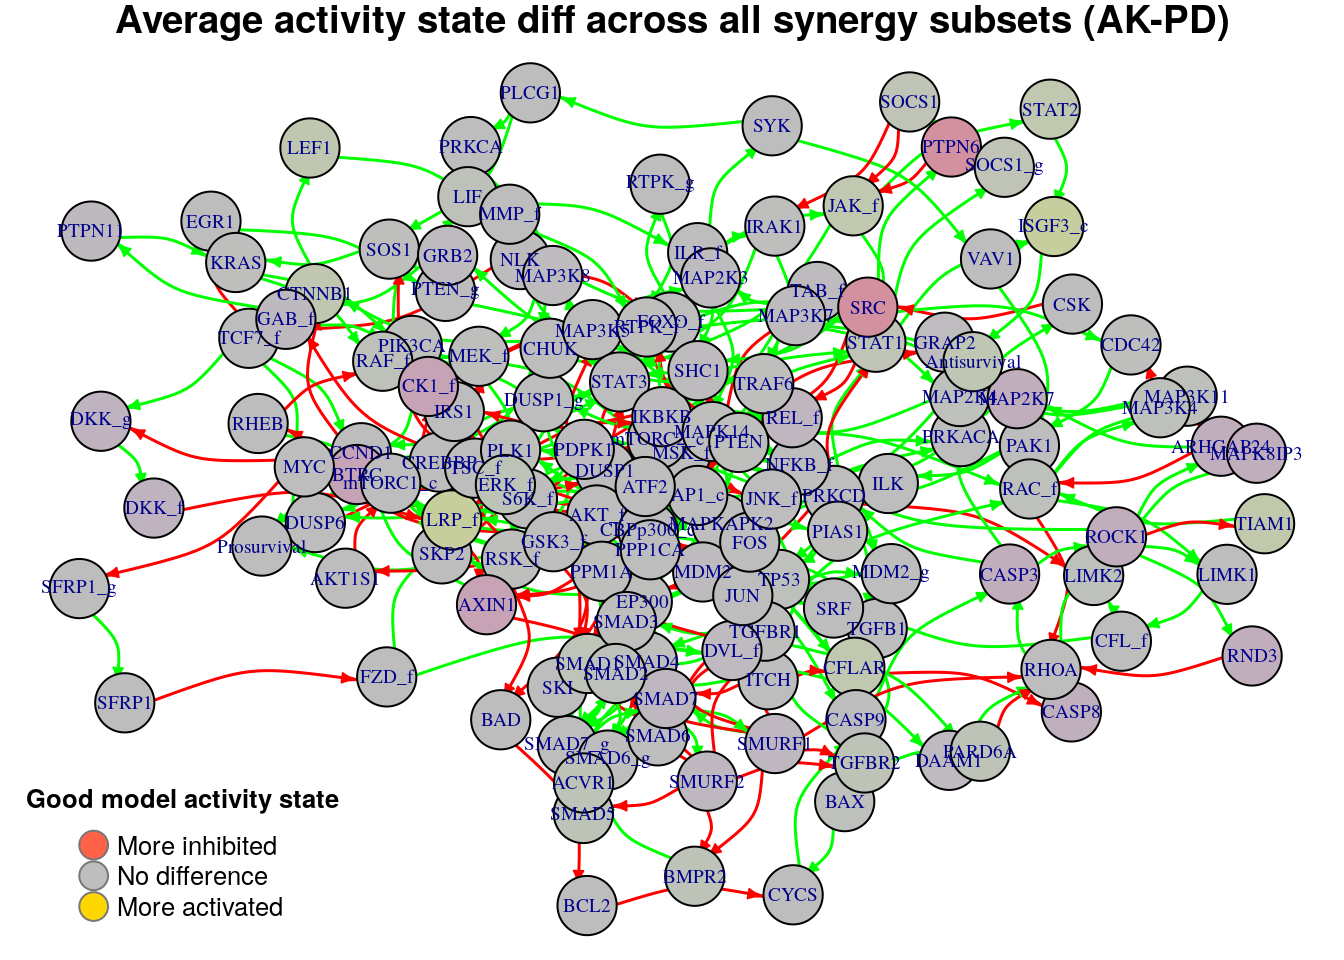 Average activity state diff across all synergy subsets (AK-PD)
PLCG1
SOCS1
STAT2
SYK
LEF1
PRKCA
PTPN6
SOCS1_g
RTPK_g
LIF
MMP_f
JAK_f
PTPN11
EGR1
IRAK1
ISGF3_c
SOS1
GRB2
NLK
ILR_f
VAV1
KRAS
MAP3K8
MAP2K3
CTNNB1
PTEN_g
TAB_f
SRC
CSK
GAB_f
MAP3K7
TCF7_f
PIK3CA
MAP3K5
RTPK_f
FOXO_f
STAT1
GRAP2
CDC42
RAF_f
MEK_f
CHUK
Antisurvival
CK1_f
STAT3
SHC1
TRAF6
DUSP1_g
MAP2K4
MAP2K7
MAP3K11
MAP3K4
DKK_g
RHEB
IRS1
IKBKB
REL_f
MAPK14
mTORC2_c
PTEN
PRKACA
PAK1
ARHGAP24
MAPK8IP3
CCND1
PLK1
PDPK1
MSK_f
MYC
CREBBP
TSC_f
DUSP1
NFKB_f
BTRC
mTORC1_c
ERK_f
ATF2
AP1_c
JNK_f
PRKCD
ILK
RAC_f
DKK_f
S6K_f
DUSP6
LRP_f
AKT_f
MAPKAPK2
PIAS1
TIAM1
Prosurvival
CBPp300_c
GSK3_f
PPP1CA
FOS
ROCK1
SKP2
RSK_f
PPM1A
MDM2
TP53
MDM2_g
CASP3
LIMK2
LIMK1
AKT1S1
SFRP1_g
AXIN1
EP300
JUN
SRF
SMAD3
TGFBR1
TGFB1
CFL_f
DVL_f
RND3
SMAD1
SMAD4
SMAD2
CFLAR
RHOA
FZD_f
SKI
ITCH
SFRP1
SMAD7
BAD
CASP9
CASP8
SMAD7_g
SMAD6
SMURF1
SMAD6_g
TGFBR2
DAAM1
PARD6A
ACVR1
SMURF2
BAX
SMAD5
BMPR2
CYCS
BCL2
Good model activity state
More inhibited
No difference
More activated